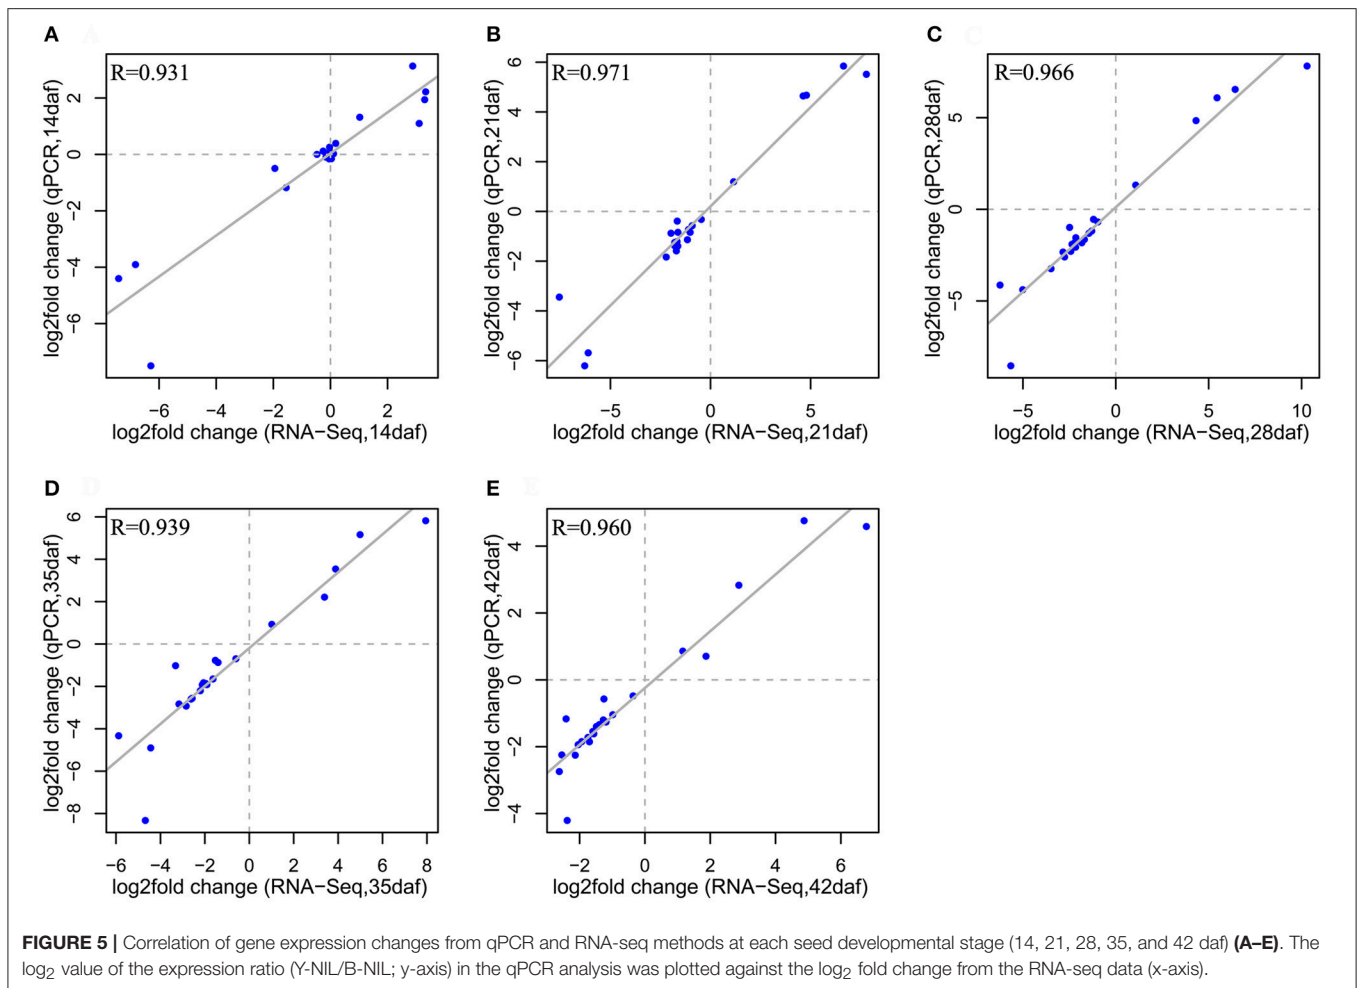 A
B
C
R=0.931
R=0.971
R=0.966
log2fold change (qPCR,14daf)
2
0
−2
−4
−6
−6 −4 −2 0 2
log2fold change (RNA−Seq,14daf)
log2fold change (qPCR,21daf)
6
4
2
0
−2
−4
−6
−5 0 5
log2fold change (RNA−Seq,21daf)
log2fold change (qPCR,28daf)
5
0
−5
−5 0 5 10
log2fold change (RNA−Seq,28daf)
D
E
R=0.939
R=0.960
log2fold change (qPCR,35daf)
6
4
2
0
−2
−4
−6
−8
−6 −4 −2 0 2 4 6 8
log2fold change (RNA−Seq,35daf)
log2fold change (qPCR,42daf)
4
2
0
−2
−4
−2 0 2 4 6
log2fold change (RNA−Seq,42daf)
FIGURE 5 | Correlation of gene expression changes from qPCR and RNA-seq methods at each seed developmental stage (14, 21, 28, 35, and 42 daf) (A–E). The
log2 value of the expression ratio (Y-NIL/B-NIL; y-axis) in the qPCR analysis was plotted against the log2 fold change from the RNA-seq data (x-axis).